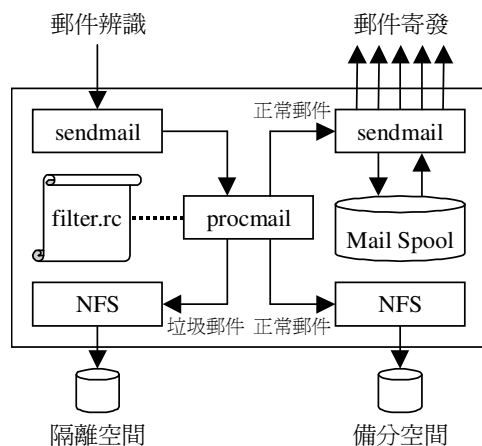 郵件辨識
郵件寄發
正常郵件
sendmail
sendmail
filter.rc
procmail
Mail Spool
NFS
垃圾郵件
正常郵件
NFS
隔離空間
備分空間